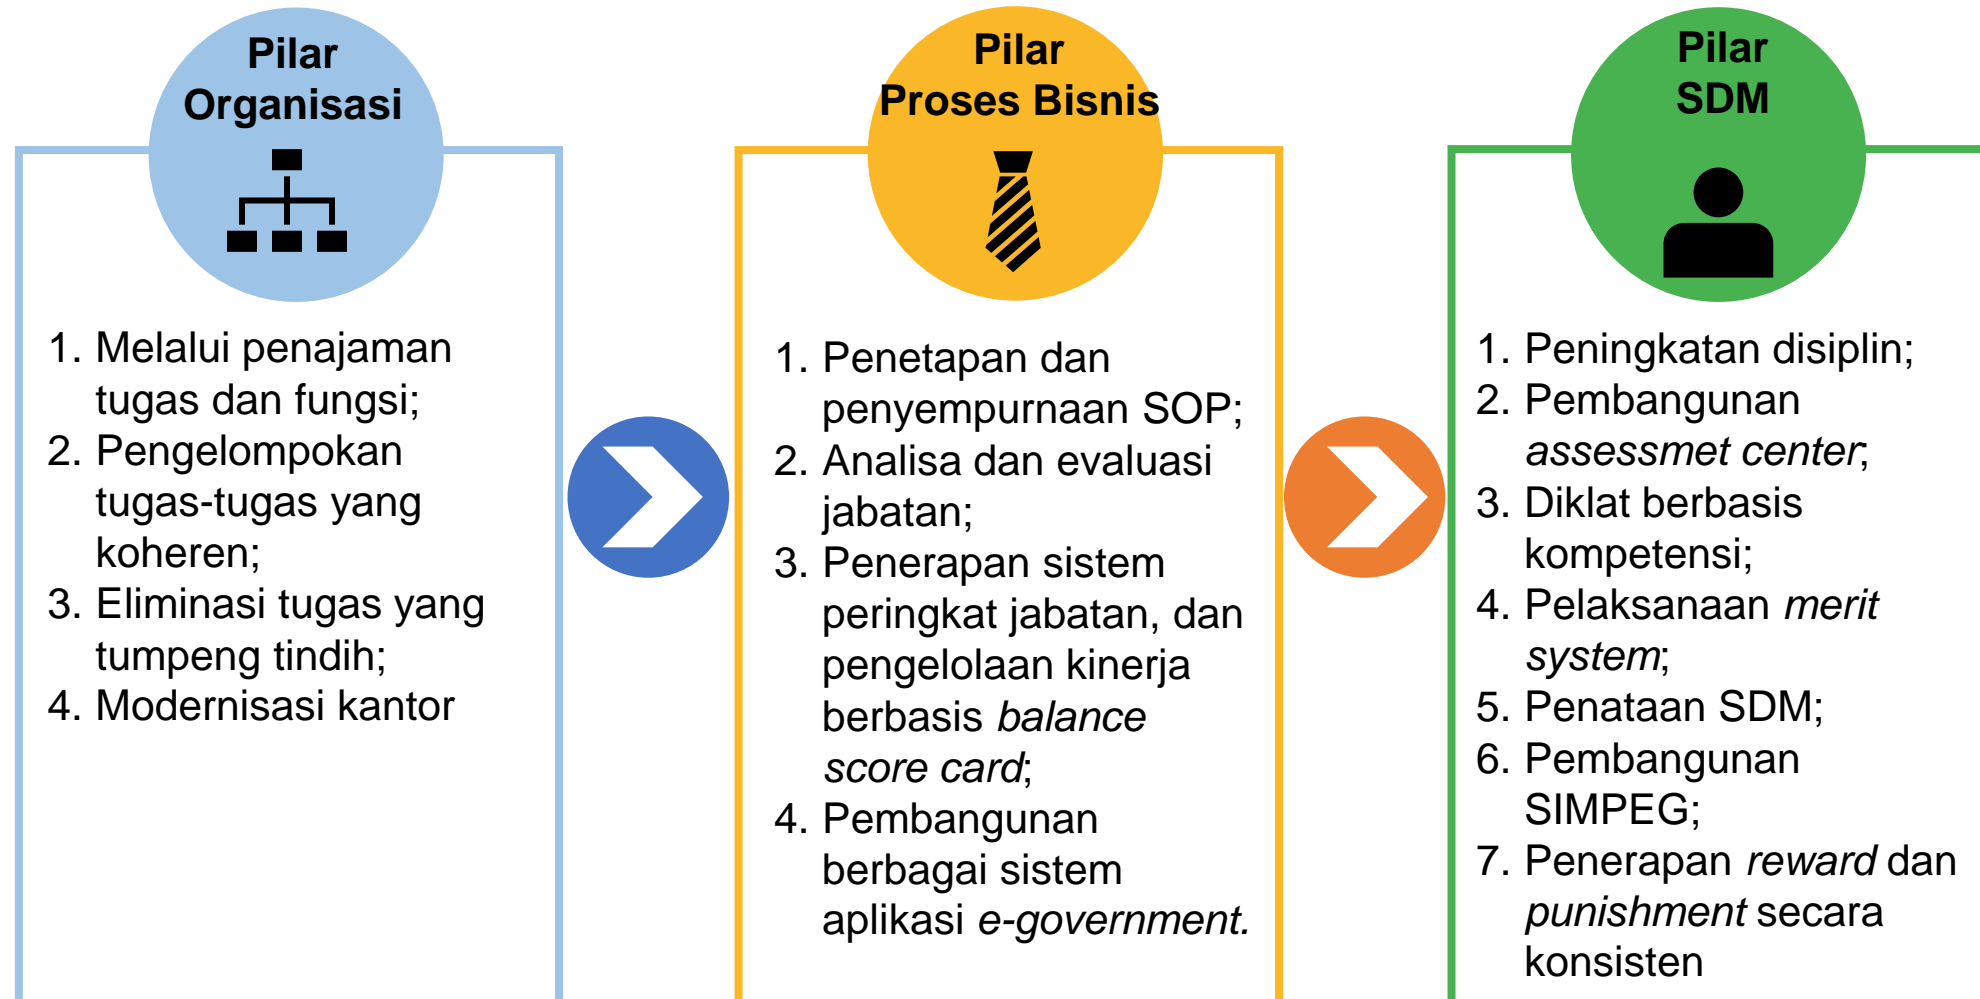 Pilar
Organisasi
1. Melalui penajaman
tugas dan fungsi;
2. Pengelompokan
tugas-tugas yang
koheren;
3. Eliminasi tugas yang
tumpeng tindih;
4. Modernisasi kantor
Pilar
Proses Bisnis
1. Penetapan dan
penyempurnaan SOP;
2. Analisa dan evaluasi
jabatan;
3. Penerapan sistem
peringkat jabatan, dan
pengelolaan kinerja
berbasis balance
score card;
4. Pembangunan
berbagai sistem
aplikasi e-government.
Pilar
SDM
1. Peningkatan disiplin;
2. Pembangunan
assessmet center;
3. Diklat berbasis
kompetensi;
4. Pelaksanaan merit
system;
5. Penataan SDM;
6. Pembangunan
SIMPEG;
7. Penerapan reward dan
punishment secara
konsisten